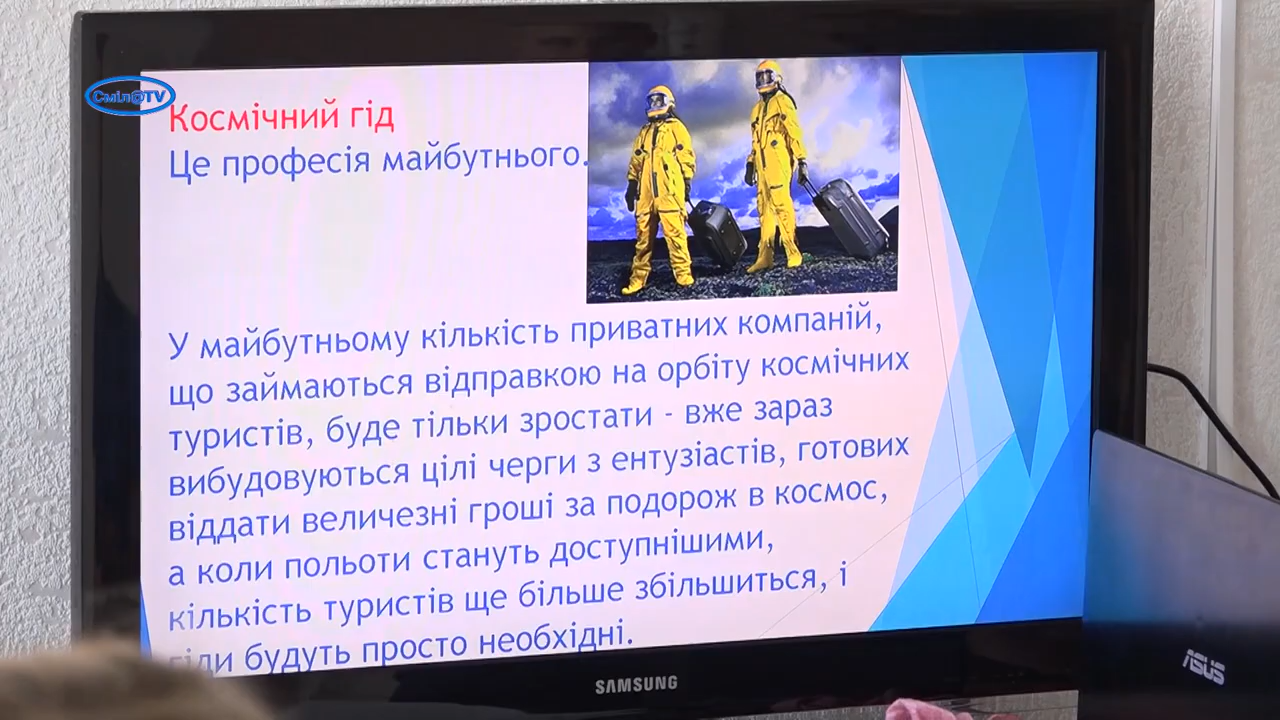 Сміл@TV
Космічний гід
Це професія майбутнього.
У майбутньому кількість приватних компаній,
що займаються відправкою на орбіту космічних
туристів, буде тільки зростати - вже зараз
вибудовуються цілі черги з ентузіастів, готових
віддати величезні гроші за подорож в космос,
а коли польоти стануть доступнішими,
кількість туристів ще більше збільшиться, і
гіди будуть просто необхідні.
SAMSUNG
ASUS